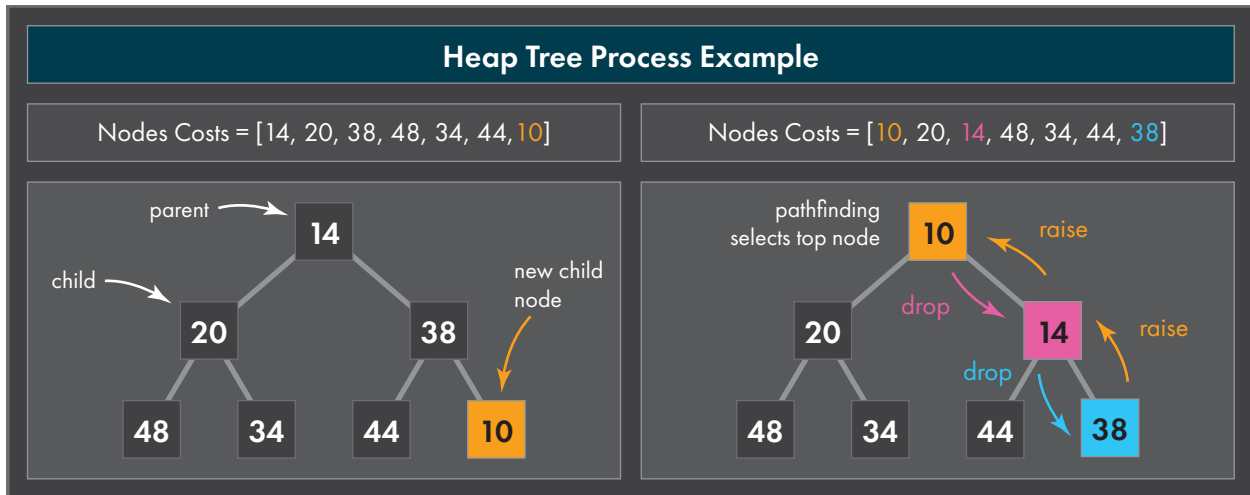 Heap Tree Process Example
Nodes Costs = [14, 20, 38, 48, 34, 44, 10]
parent
14
child
new child
node
20
38
48
34
44
10
Nodes Costs = [10, 20, 14, 48, 34, 44, 38]
pathfinding
selects top node
10
raise
drop
20
14
raise
drop
48
34
44
38